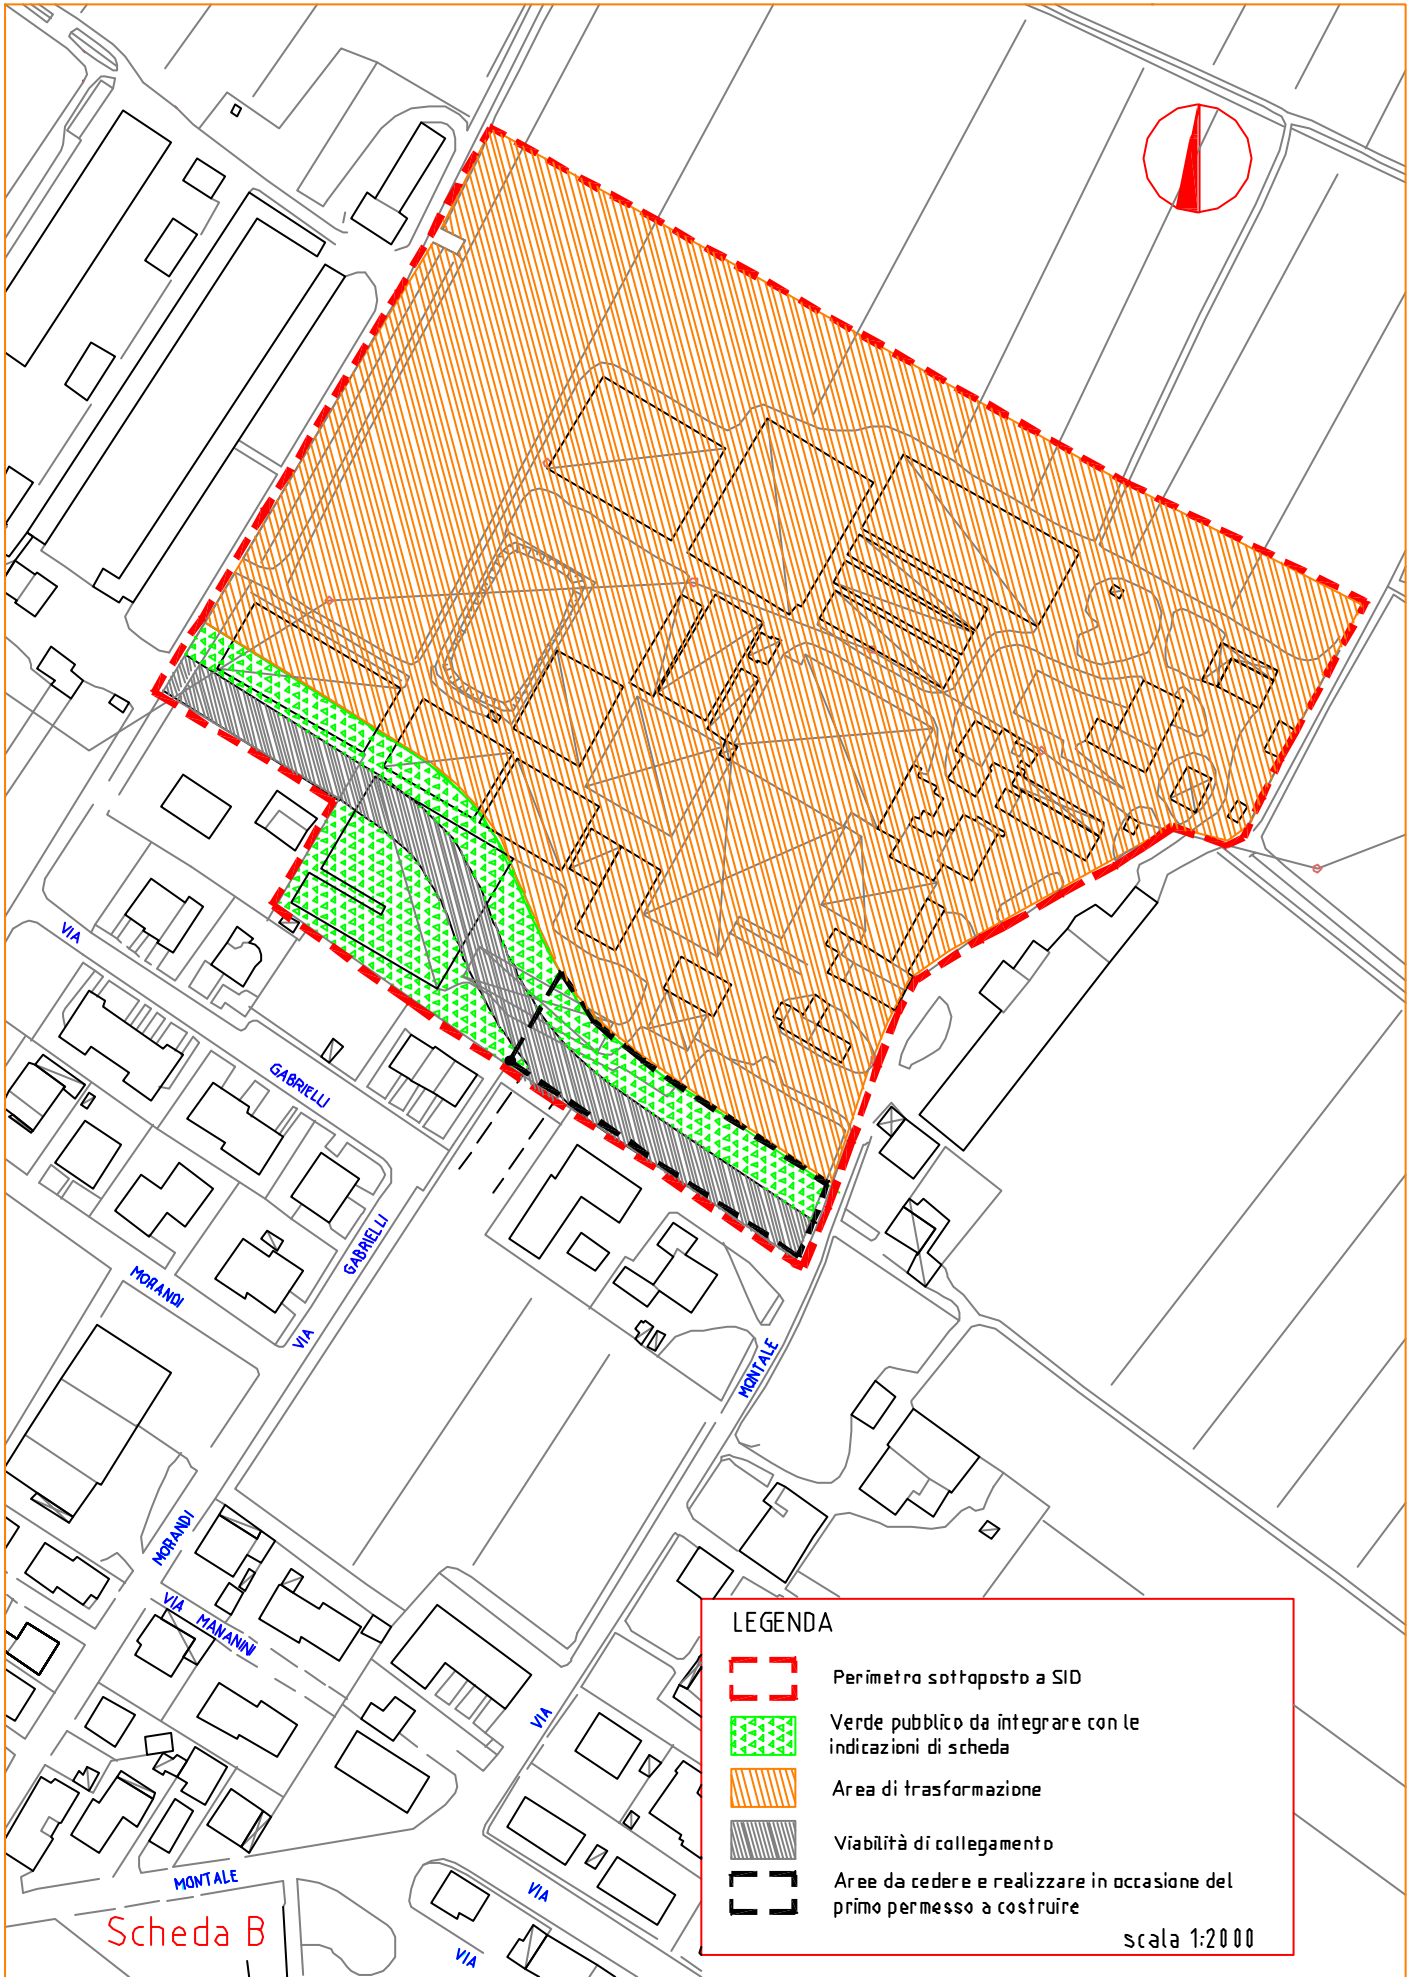 VIA
GABRIELLI
GABRIELLI
VIA
MORANDI
MONTALE
MORANDI
VIA MANANINI
VIA
MONTALE
VIA
VIA
Scheda B
LEGENDA
Perimetro sottoposto a SID
Verde pubblico da integrare con le
indicazioni di scheda
Area di trasformazione
Viabilità di collegamento
Aree da cedere e realizzare in occasione del
primo permesso a costruire
scala 1:2000